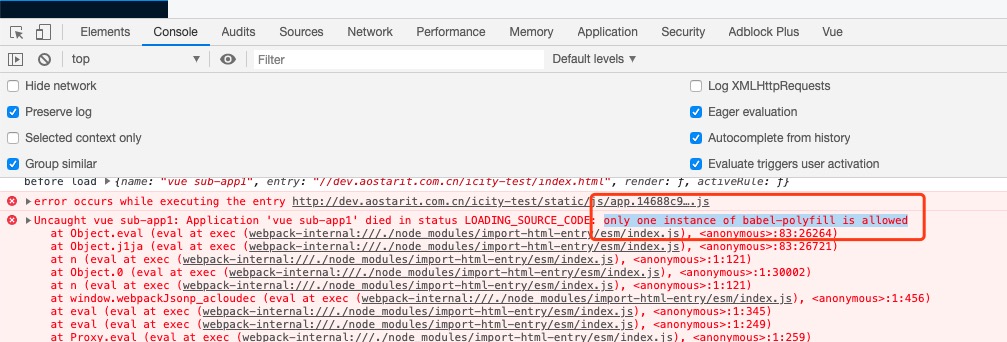 Elements Console Audits Sources Network Performance Memory Application Security Adblock Plus Vue
top Filter Default levels
Hide network Log XMLHttpRequests
Preserve log Eager evaluation
Selected context only Autocomplete from history
Group similar Evaluate triggers user activation
before load {name: "vue sub-app1", entry: "//dev.aostarit.com.cn/icity-test/index.html", render: ƒ, activeRule: ƒ}
error occurs while executing the entry http://dev.aostarit.com.cn/icity-test/static/js/app.14688c9….js
Uncaught vue sub-app1: Application 'vue sub-app1' died in status LOADING_SOURCE_CODE: only one instance of babel-polyfill is allowed
at Object.eval (eval at exec (webpack-internal:///./node_modules/import-html-entry/esm/index.js), <anonymous>:83:26264)
at Object.j1ja (eval at exec (webpack-internal:///./node_modules/import-html-entry/esm/index.js), <anonymous>:83:26721)
at n (eval at exec (webpack-internal:///./node_modules/import-html-entry/esm/index.js), <anonymous>:1:121)
at Object.0 (eval at exec (webpack-internal:///./node_modules/import-html-entry/esm/index.js), <anonymous>:1:30002)
at n (eval at exec (webpack-internal:///./node_modules/import-html-entry/esm/index.js), <anonymous>:1:121)
at window.webpackJsonp_acloudec (eval at exec (webpack-internal:///./node_modules/import-html-entry/esm/index.js), <anonymous>:1:456)
at eval (eval at exec (webpack-internal:///./node_modules/import-html-entry/esm/index.js), <anonymous>:1:345)
at eval (eval at exec (webpack-internal:///./node_modules/import-html-entry/esm/index.js), <anonymous>:1:249)
at Proxy.eval (eval at exec (webpack-internal:///./node_modules/import-html-entry/esm/index.js), <anonymous>:1:259)